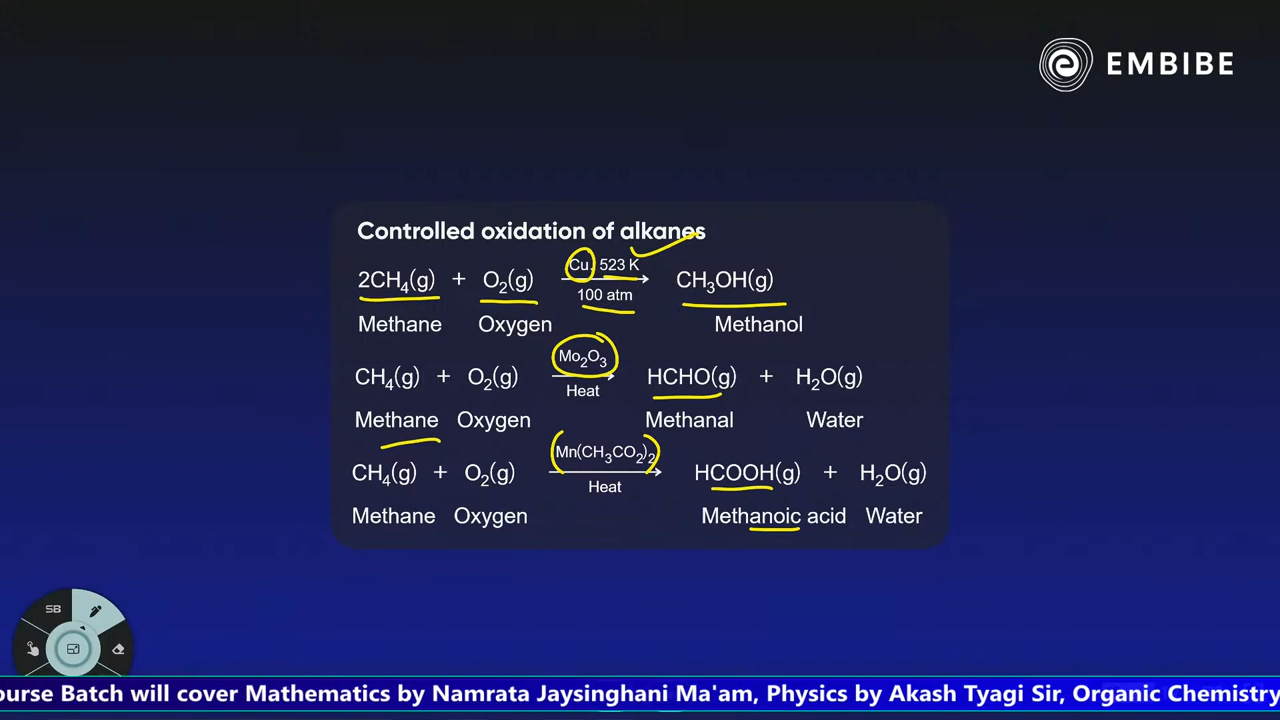 EMBIBE
Controlled oxidation of alkanes
2CH₄(g) + O₂(g) Cu, 523 K 100 atm CH₃OH(g)
Methane Oxygen Methanol
CH₄(g) + O₂(g) Mo₂O₃ Heat HCHO(g) + H₂O(g)
Methane Oxygen Methanal Water
CH₄(g) + O₂(g) Mn(CH₃CO₂)₂ Heat HCOOH(g) + H₂O(g)
Methane Oxygen Methanoic acid Water
SB
ourse Batch will cover Mathematics by Namrata Jaysinghani Ma'am, Physics by Akash Tyagi Sir, Organic Chemistry